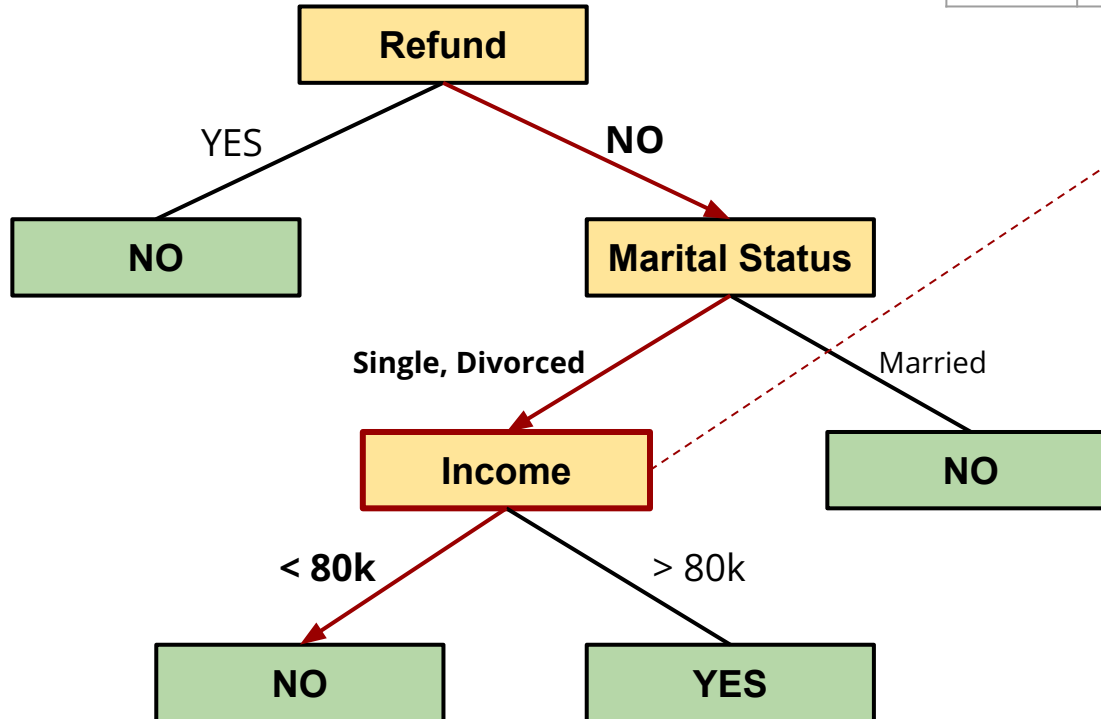 Refund
YES
NO
NO
Marital Status
Single, Divorced
Married
Income
NO
< 80k
> 80k
NO
YES